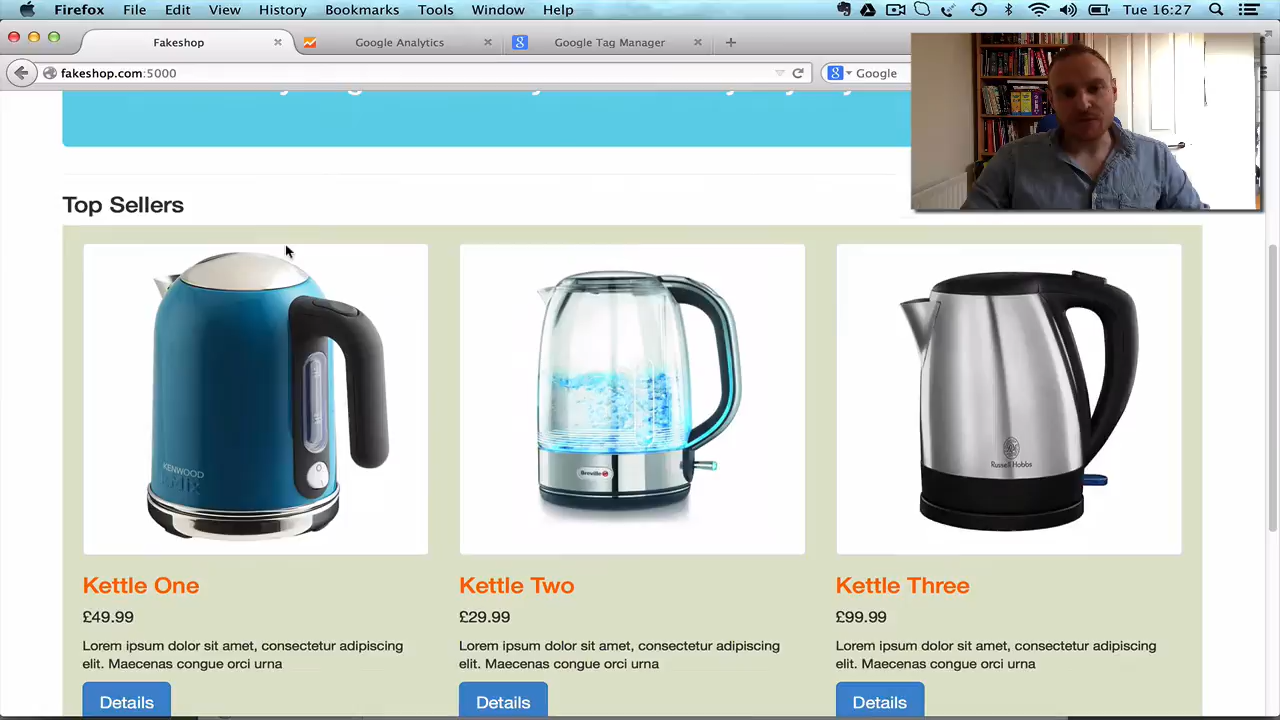 Firefox File Edit View History Bookmarks Tools Window Help Tue 16:27
Fakeshop Google Analytics Google Tag Manager
fakeshop.com:5000 Google
Top Sellers
KENWOOD
Breville
Russell Hobbs
Kettle One Kettle Two Kettle Three
£49.99 £29.99 £99.99
Lorem ipsum dolor sit amet, consectetur adipiscing Lorem ipsum dolor sit amet, consectetur adipiscing Lorem ipsum dolor sit amet, consectetur adipiscing
elit. Maecenas congue orci urna elit. Maecenas congue orci urna elit. Maecenas congue orci urna
Details Details Details